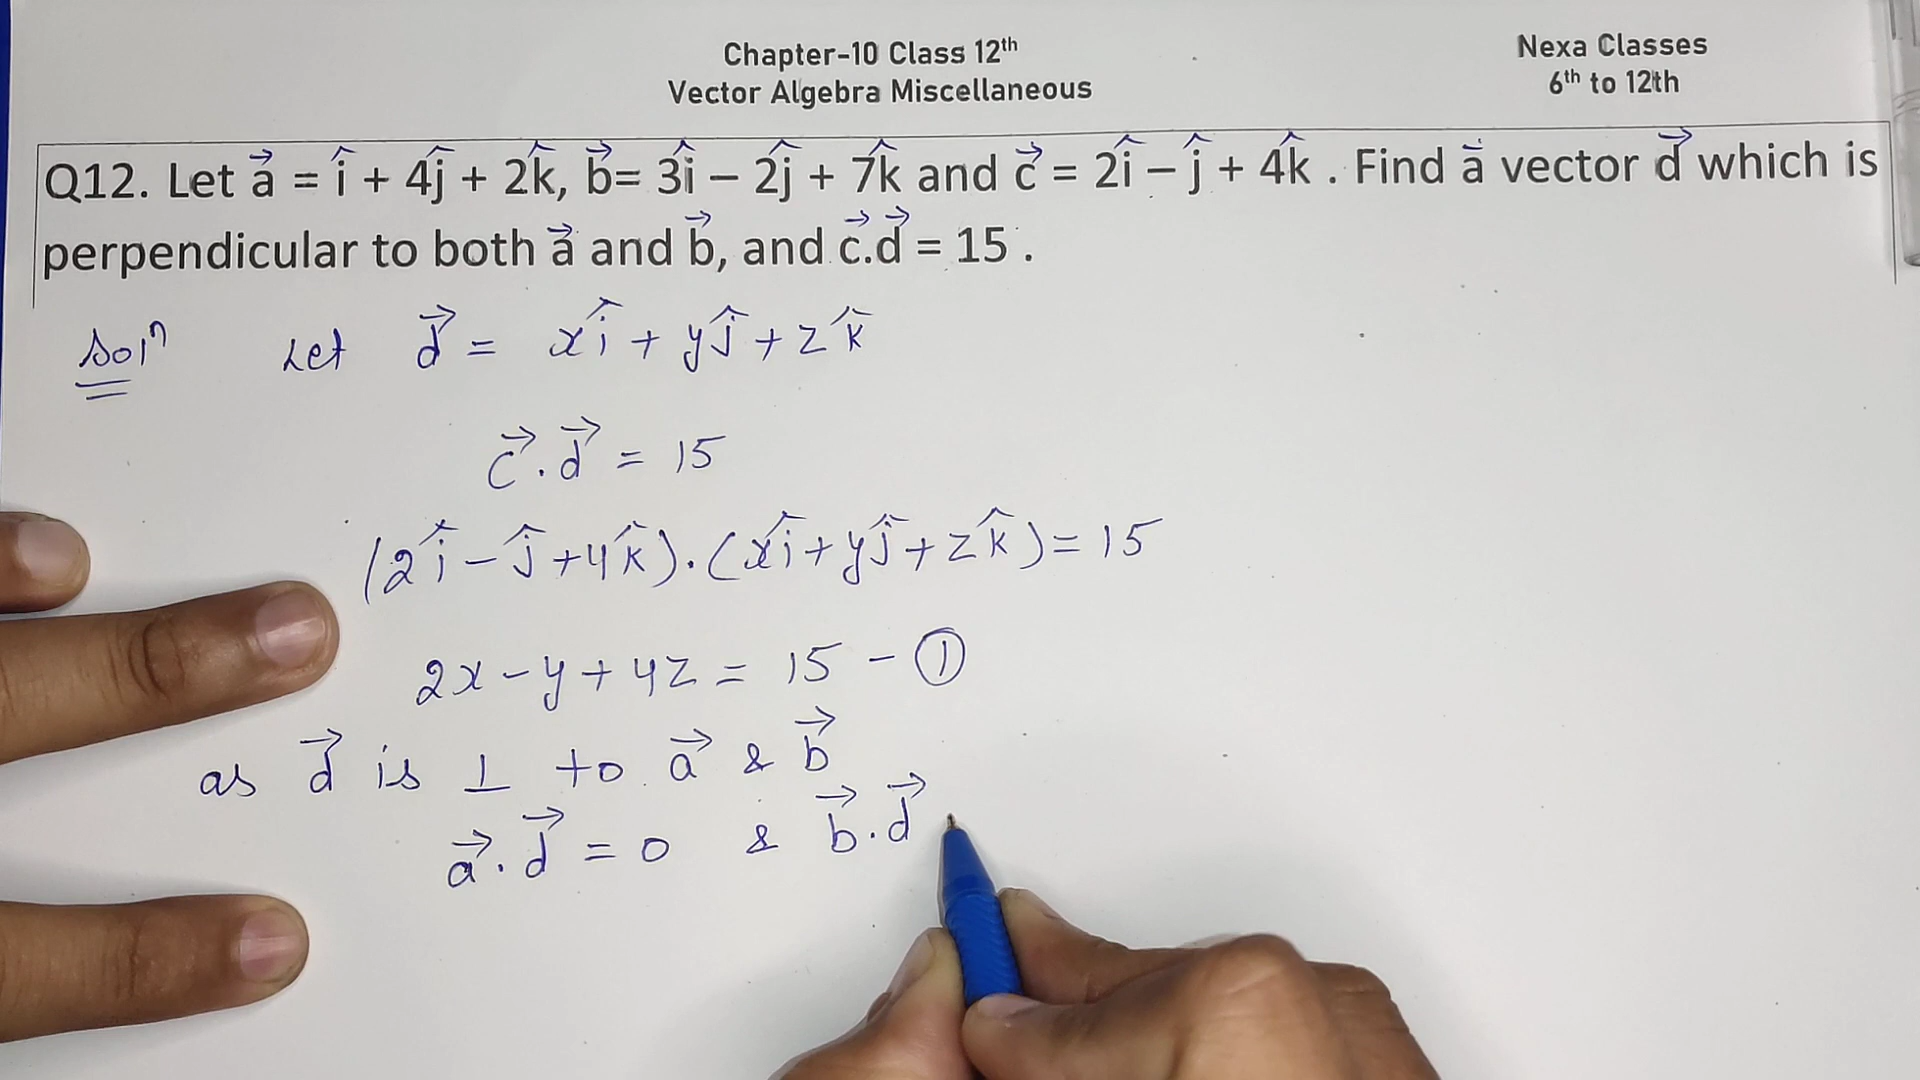 Chapter-10 Class 12th
Vector Algebra Miscellaneous
Nexa Classes
6th to 12th
Q12. Let a⃗ = î + 4ĵ + 2k̂, b⃗= 3î – 2ĵ + 7k̂ and c⃗ = 2î – ĵ + 4k̂ . Find a vector d⃗ which is
perpendicular to both a⃗ and b⃗, and c⃗.d⃗ = 15 .
Solⁿ Let d⃗ = xî + yĵ + zk̂
c⃗ . d⃗ = 15
(2î - ĵ + 4k̂) . (xî + yĵ + zk̂) = 15
2x - y + 4z = 15 - ①
as d⃗ is ⊥ to a⃗ & b⃗
a⃗ . d⃗ = 0 & b⃗ . d⃗